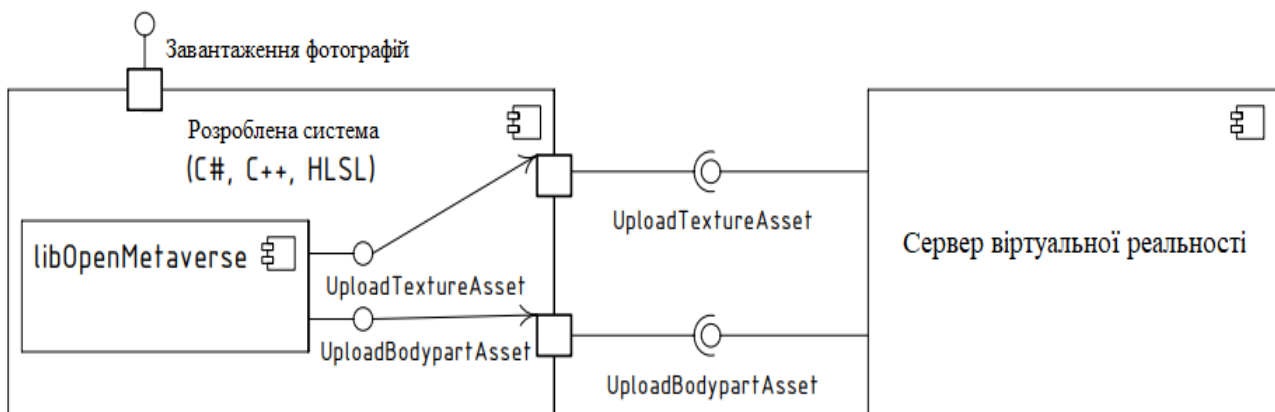 Завантаження фотографій
Розроблена система
(C#, C++, HLSL)
libOpenMetaverse
UploadTextureAsset
UploadBodypartAsset
UploadTextureAsset
UploadBodypartAsset
Сервер віртуальної реальності